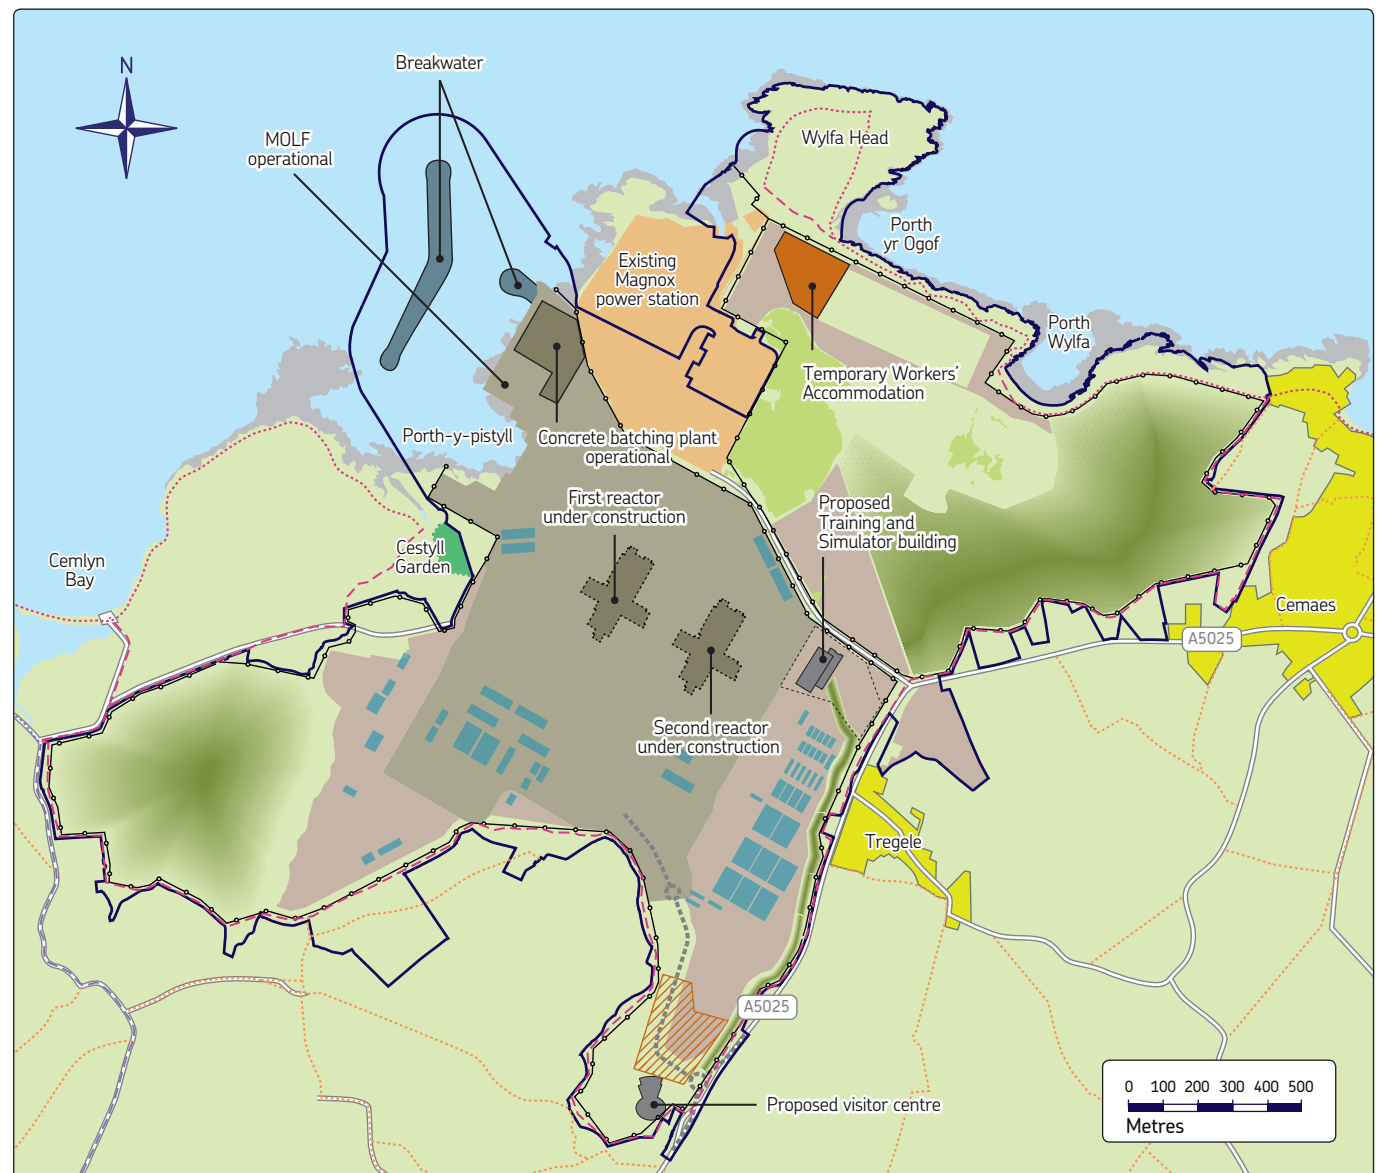 Breakwater
N
MOLF
operational
Wylfa Head
Porth
yr Ogof
Existing
Magnox
power station
Porth
Wylfa
Temporary Workers'
Accommodation
Porth-y-pistyll
Concrete batching plant
operational
First reactor
under construction
Proposed
Training and
Simulator building
Cestyll
Garden
Cemlyn
Bay
Cemaes
A5025
Second reactor
under construction
Tregele
A5025
Proposed visitor centre
0 100 200 300 400 500
Metres